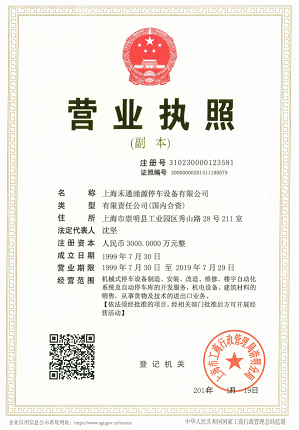 营业执照
(副 本)
注册号 310230000123581
证照编号 30000000201411190079
名 称 上海禾通涌源停车设备有限公司
类 型 有限责任公司(国内合资)
住 所 上海市崇明县工业园区秀山路28号211室
法定代表人 沈坚
注册资本 人民币3000.0000万元整
成立日期 1999年7月30日
营业期限 1999年7月30日 至 2019年7月29日
经营范围 机械式停车设备制造、安装、改造、维修,楼宇自动化
系统及自动停车库的开发服务,机电设备、建筑材料的
销售,从事货物及技术的进出口业务。
【依法须经批准的项目,经相关部门批准后方可开展经
营活动】
登记机关
上海市工商行政管理局崇明分局
2014年 月19日
企业信用信息公示系统网址:https://www.sgs.gov.cn/notice
中华人民共和国国家工商行政管理总局监制